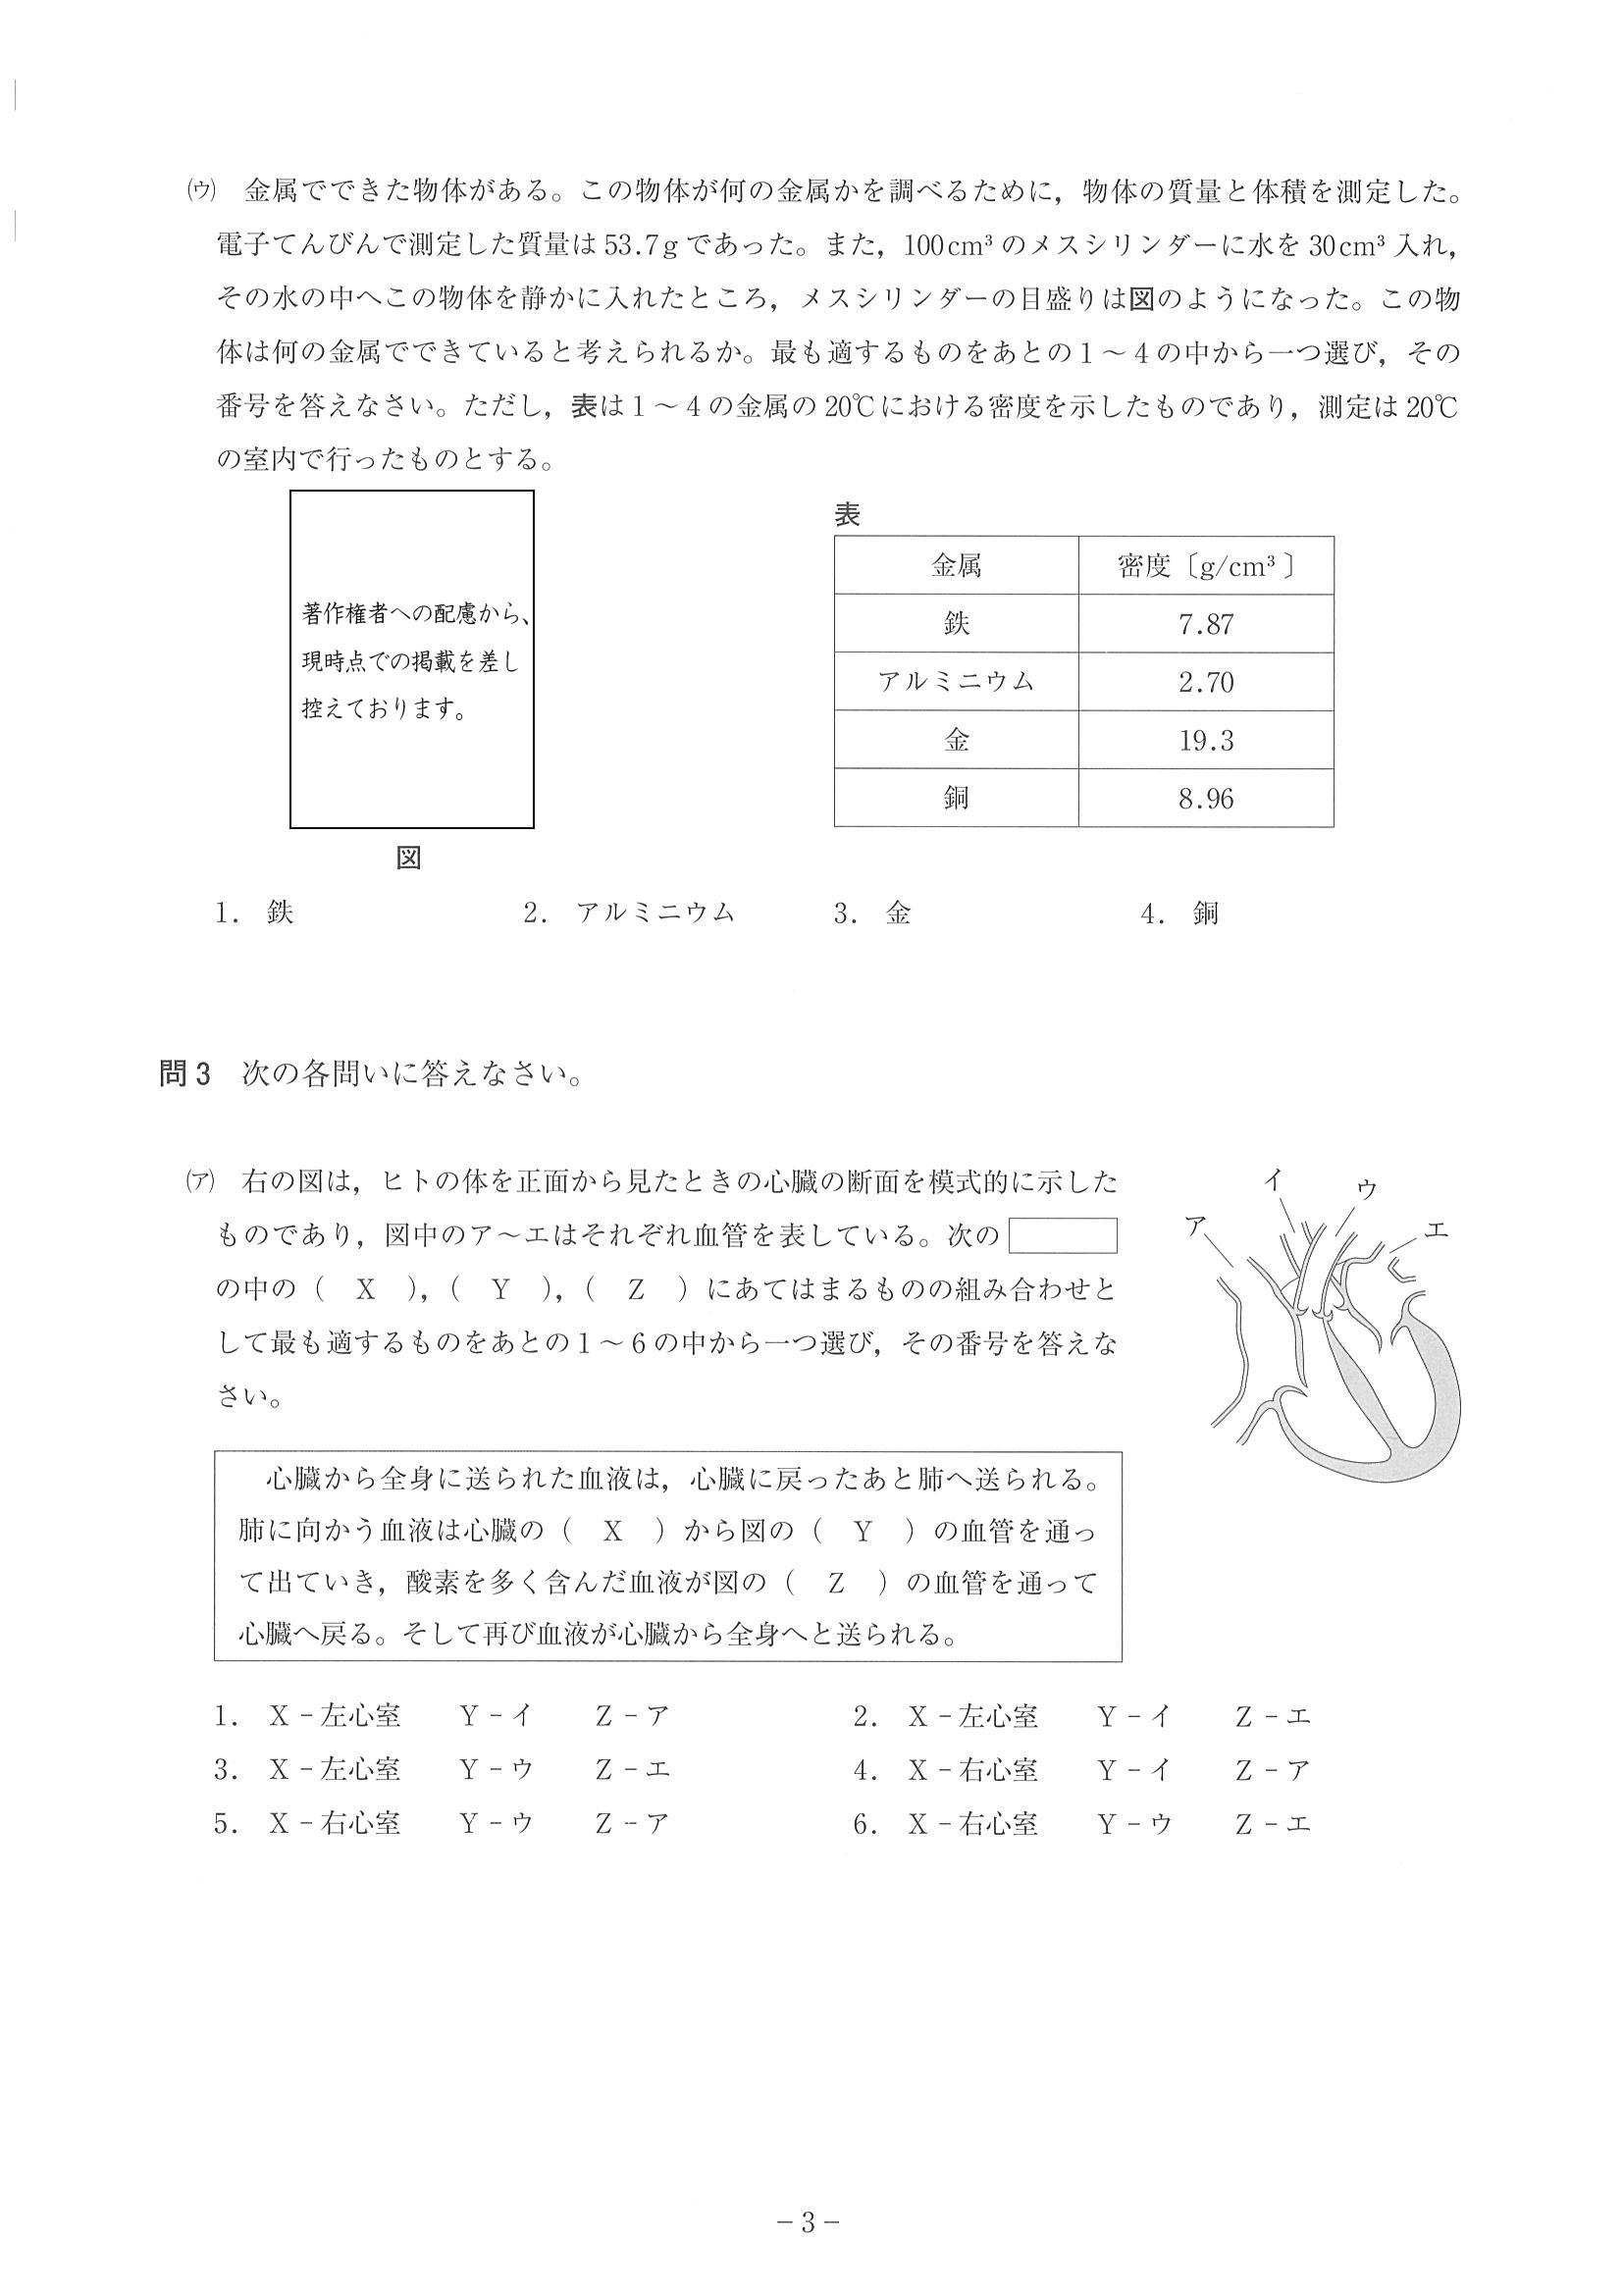 (ウ) 金属でできた物体がある。この物体が何の金属かを調べるために，物体の質量と体積を測定した。
電子てんびんで測定した質量は53.7gであった。また，100cm³のメスシリンダーに水を30cm³入れ，
その水の中へこの物体を静かに入れたところ，メスシリンダーの目盛りは図のようになった。この物
体は何の金属でできていると考えられるか。最も適するものをあとの1～4の中から一つ選び，その
番号を答えなさい。ただし，表は1～4の金属の20℃における密度を示したものであり，測定は20℃
の室内で行ったものとする。
著作権者への配慮から、
現時点での掲載を差し
控えております。
図
表
金属 密度〔g/cm³〕
鉄 7.87
アルミニウム 2.70
金 19.3
銅 8.96
1. 鉄 2. アルミニウム 3. 金 4. 銅
問3 次の各問いに答えなさい。
(ア) 右の図は，ヒトの体を正面から見たときの心臓の断面を模式的に示した
ものであり，図中のア～エはそれぞれ血管を表している。次の
の中の（ X ），（ Y ），（ Z ）にあてはまるものの組み合わせと
して最も適するものをあとの1～6の中から一つ選び，その番号を答えな
さい。
ア
イ
ウ
エ
心臓から全身に送られた血液は，心臓に戻ったあと肺へ送られる。
肺に向かう血液は心臓の（ X ）から図の（ Y ）の血管を通っ
て出ていき，酸素を多く含んだ血液が図の（ Z ）の血管を通って
心臓へ戻る。そして再び血液が心臓から全身へと送られる。
1. X－左心室 Y－イ Z－ア 2. X－左心室 Y－イ Z－エ
3. X－左心室 Y－ウ Z－エ 4. X－右心室 Y－イ Z－ア
5. X－右心室 Y－ウ Z－ア 6. X－右心室 Y－ウ Z－エ
－3－